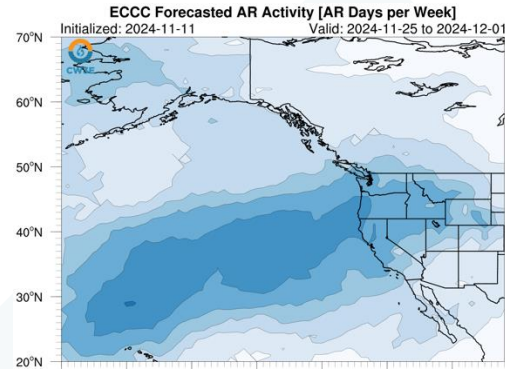 ECCC Forecasted AR Activity [AR Days per Week]
Initialized: 2024-11-11 Valid: 2024-11-25 to 2024-12-01
70°N
CW3E
60°N
50°N
40°N
30°N
20°N